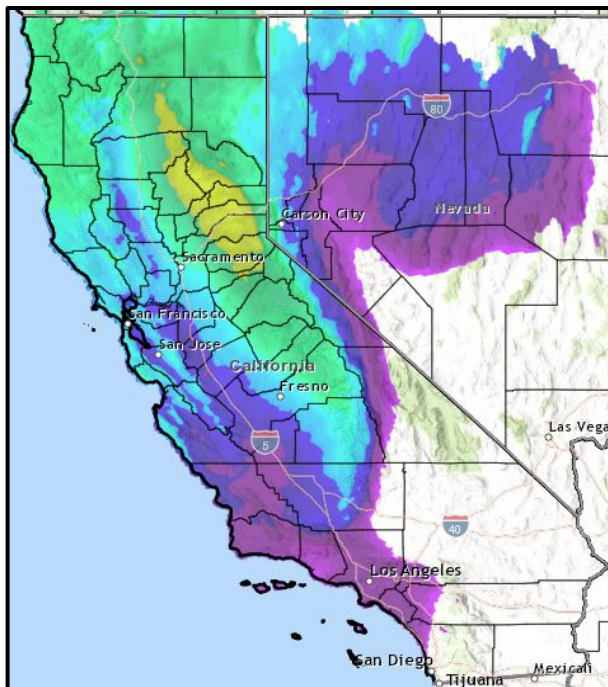 80
Nevada
Carson City
Sacramento
San Francisco
San Jose
California
Fresno
5
Las Vega
40
Los Angeles
San Diego
Tijuana
Mexicali